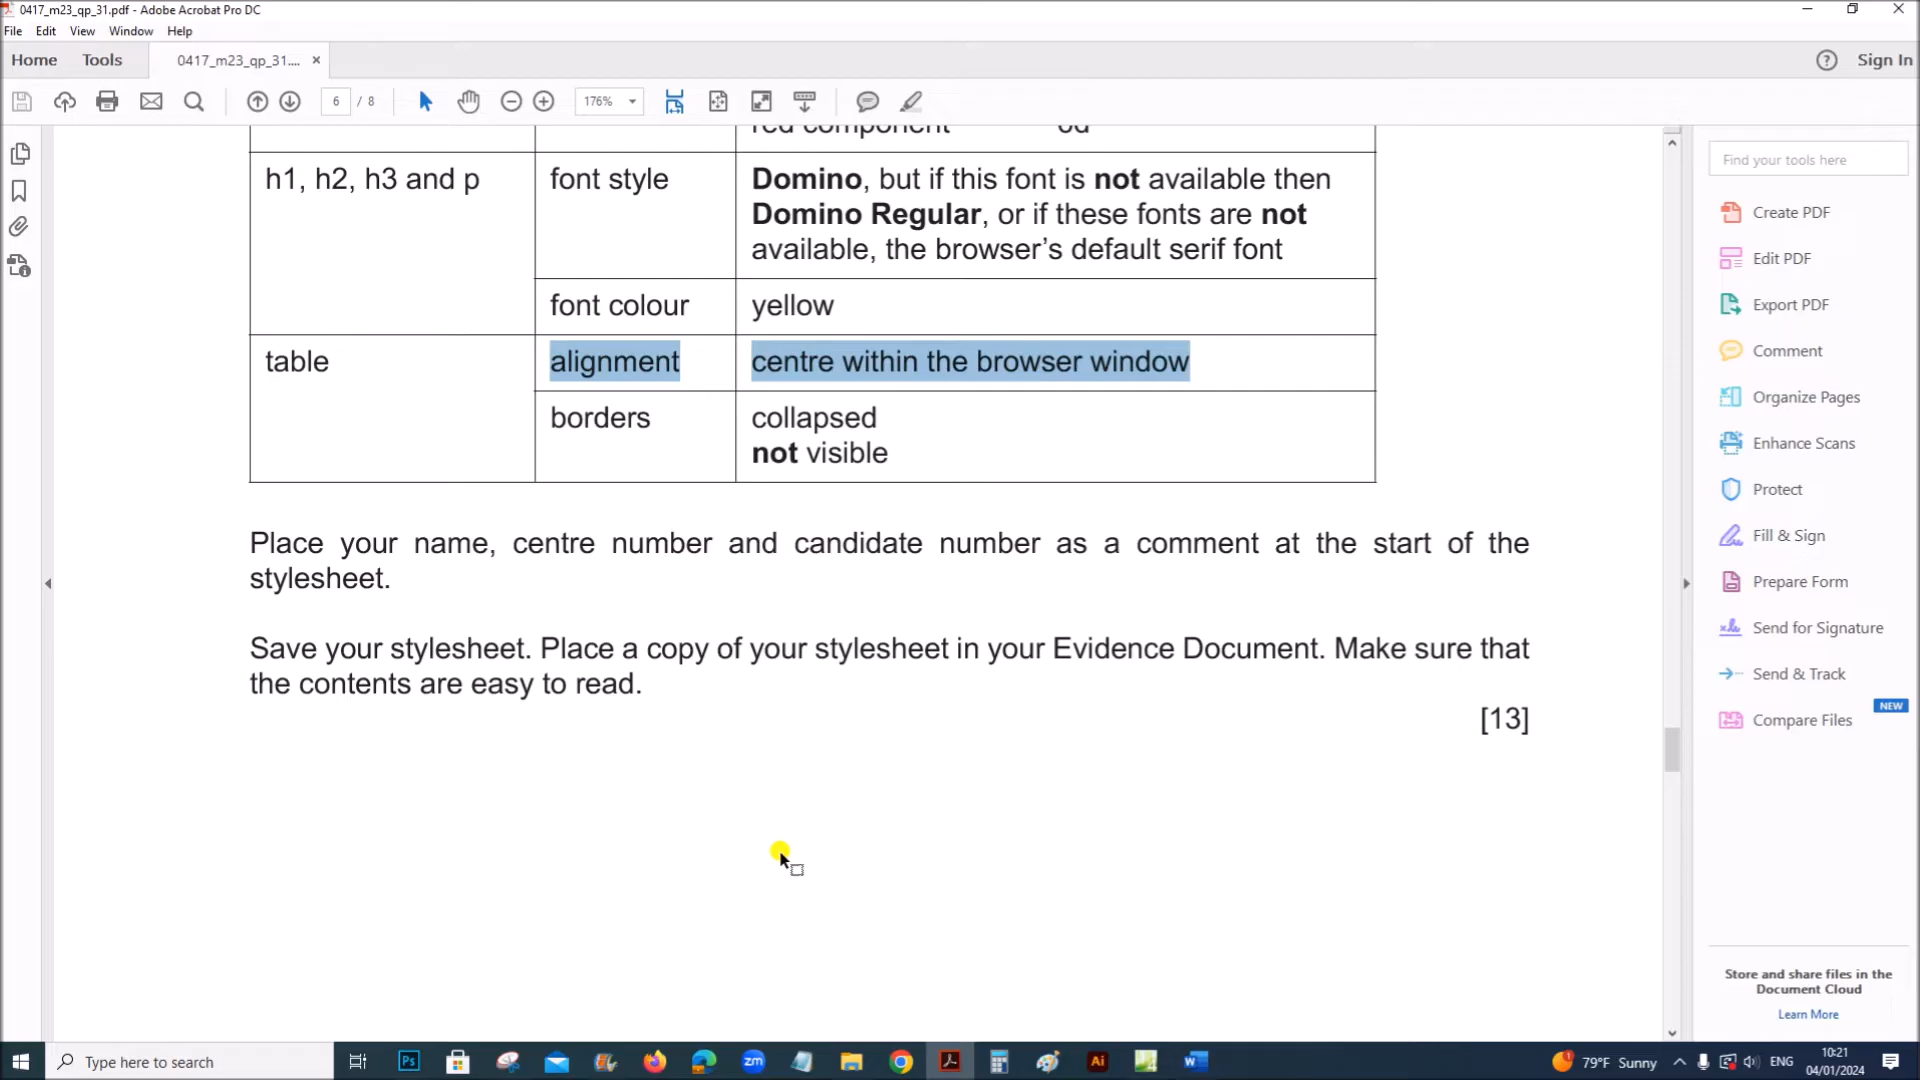 0417_m23_qp_31.pdf - Adobe Acrobat Pro DC
File Edit View Window Help
Home Tools 0417_m23_qp_31.... × Sign In
6 / 8 176%
red component 6d
h1, h2, h3 and p font style Domino, but if this font is not available then
Domino Regular, or if these fonts are not
available, the browser's default serif font
font colour yellow
table alignment centre within the browser window
borders collapsed
not visible
Place your name, centre number and candidate number as a comment at the start of the
stylesheet.
Save your stylesheet. Place a copy of your stylesheet in your Evidence Document. Make sure that
the contents are easy to read.
[13]
Find your tools here
Create PDF
Edit PDF
Export PDF
Comment
Organize Pages
Enhance Scans
Protect
Fill & Sign
Prepare Form
Send for Signature
Send & Track
NEW
Compare Files
Store and share files in the
Document Cloud
Learn More
Type here to search
Ps zm Ai W
79°F Sunny ENG
10:21
04/01/2024